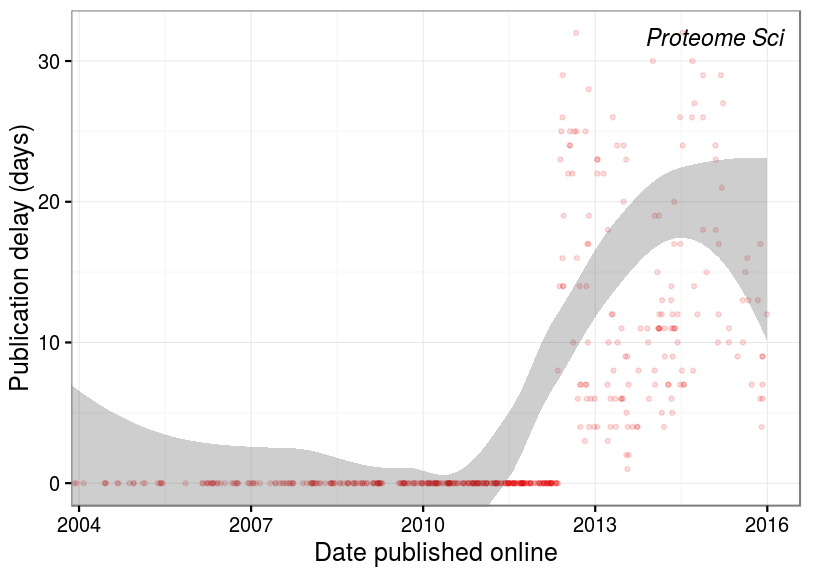 Proteome Sci
Publication delay (days)
30
20
10
0
2004 2007 2010 2013 2016
Date published online